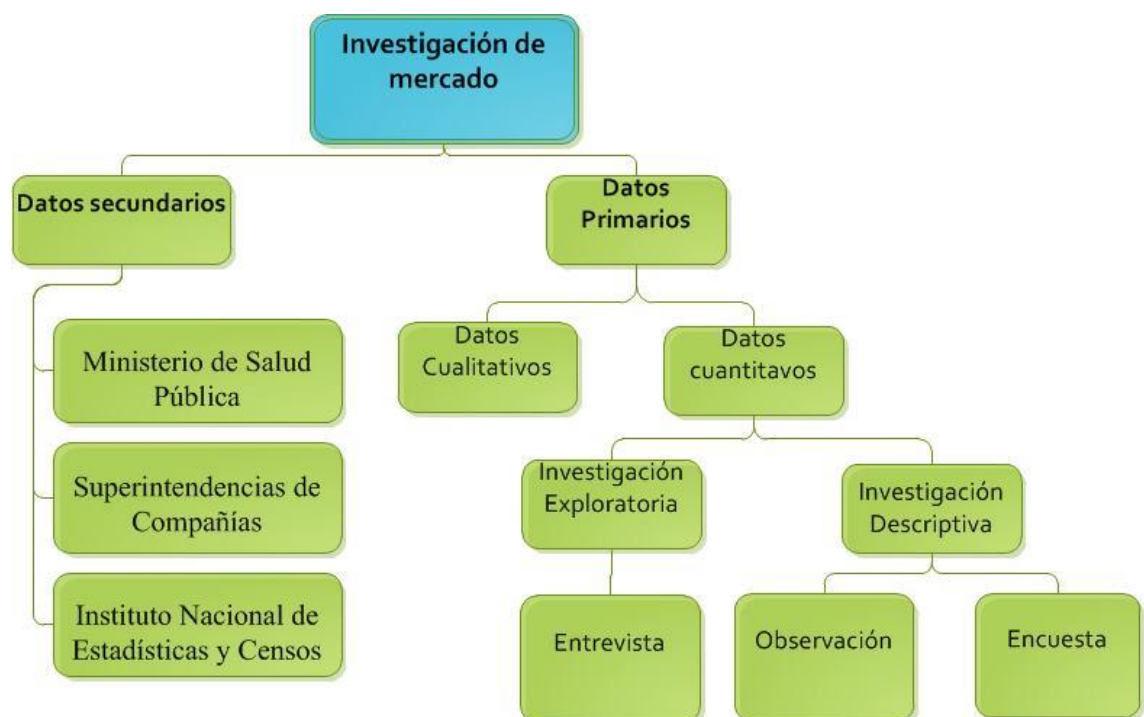 Investigación de
mercado
Datos secundarios
Datos
Primarios
Ministerio de Salud
Pública
Superintendencias de
Compañías
Instituto Nacional de
Estadísticas y Censos
Datos
Cualitativos
Datos
cuantitavos
Investigación
Exploratoria
Investigación
Descriptiva
Entrevista
Observación
Encuesta